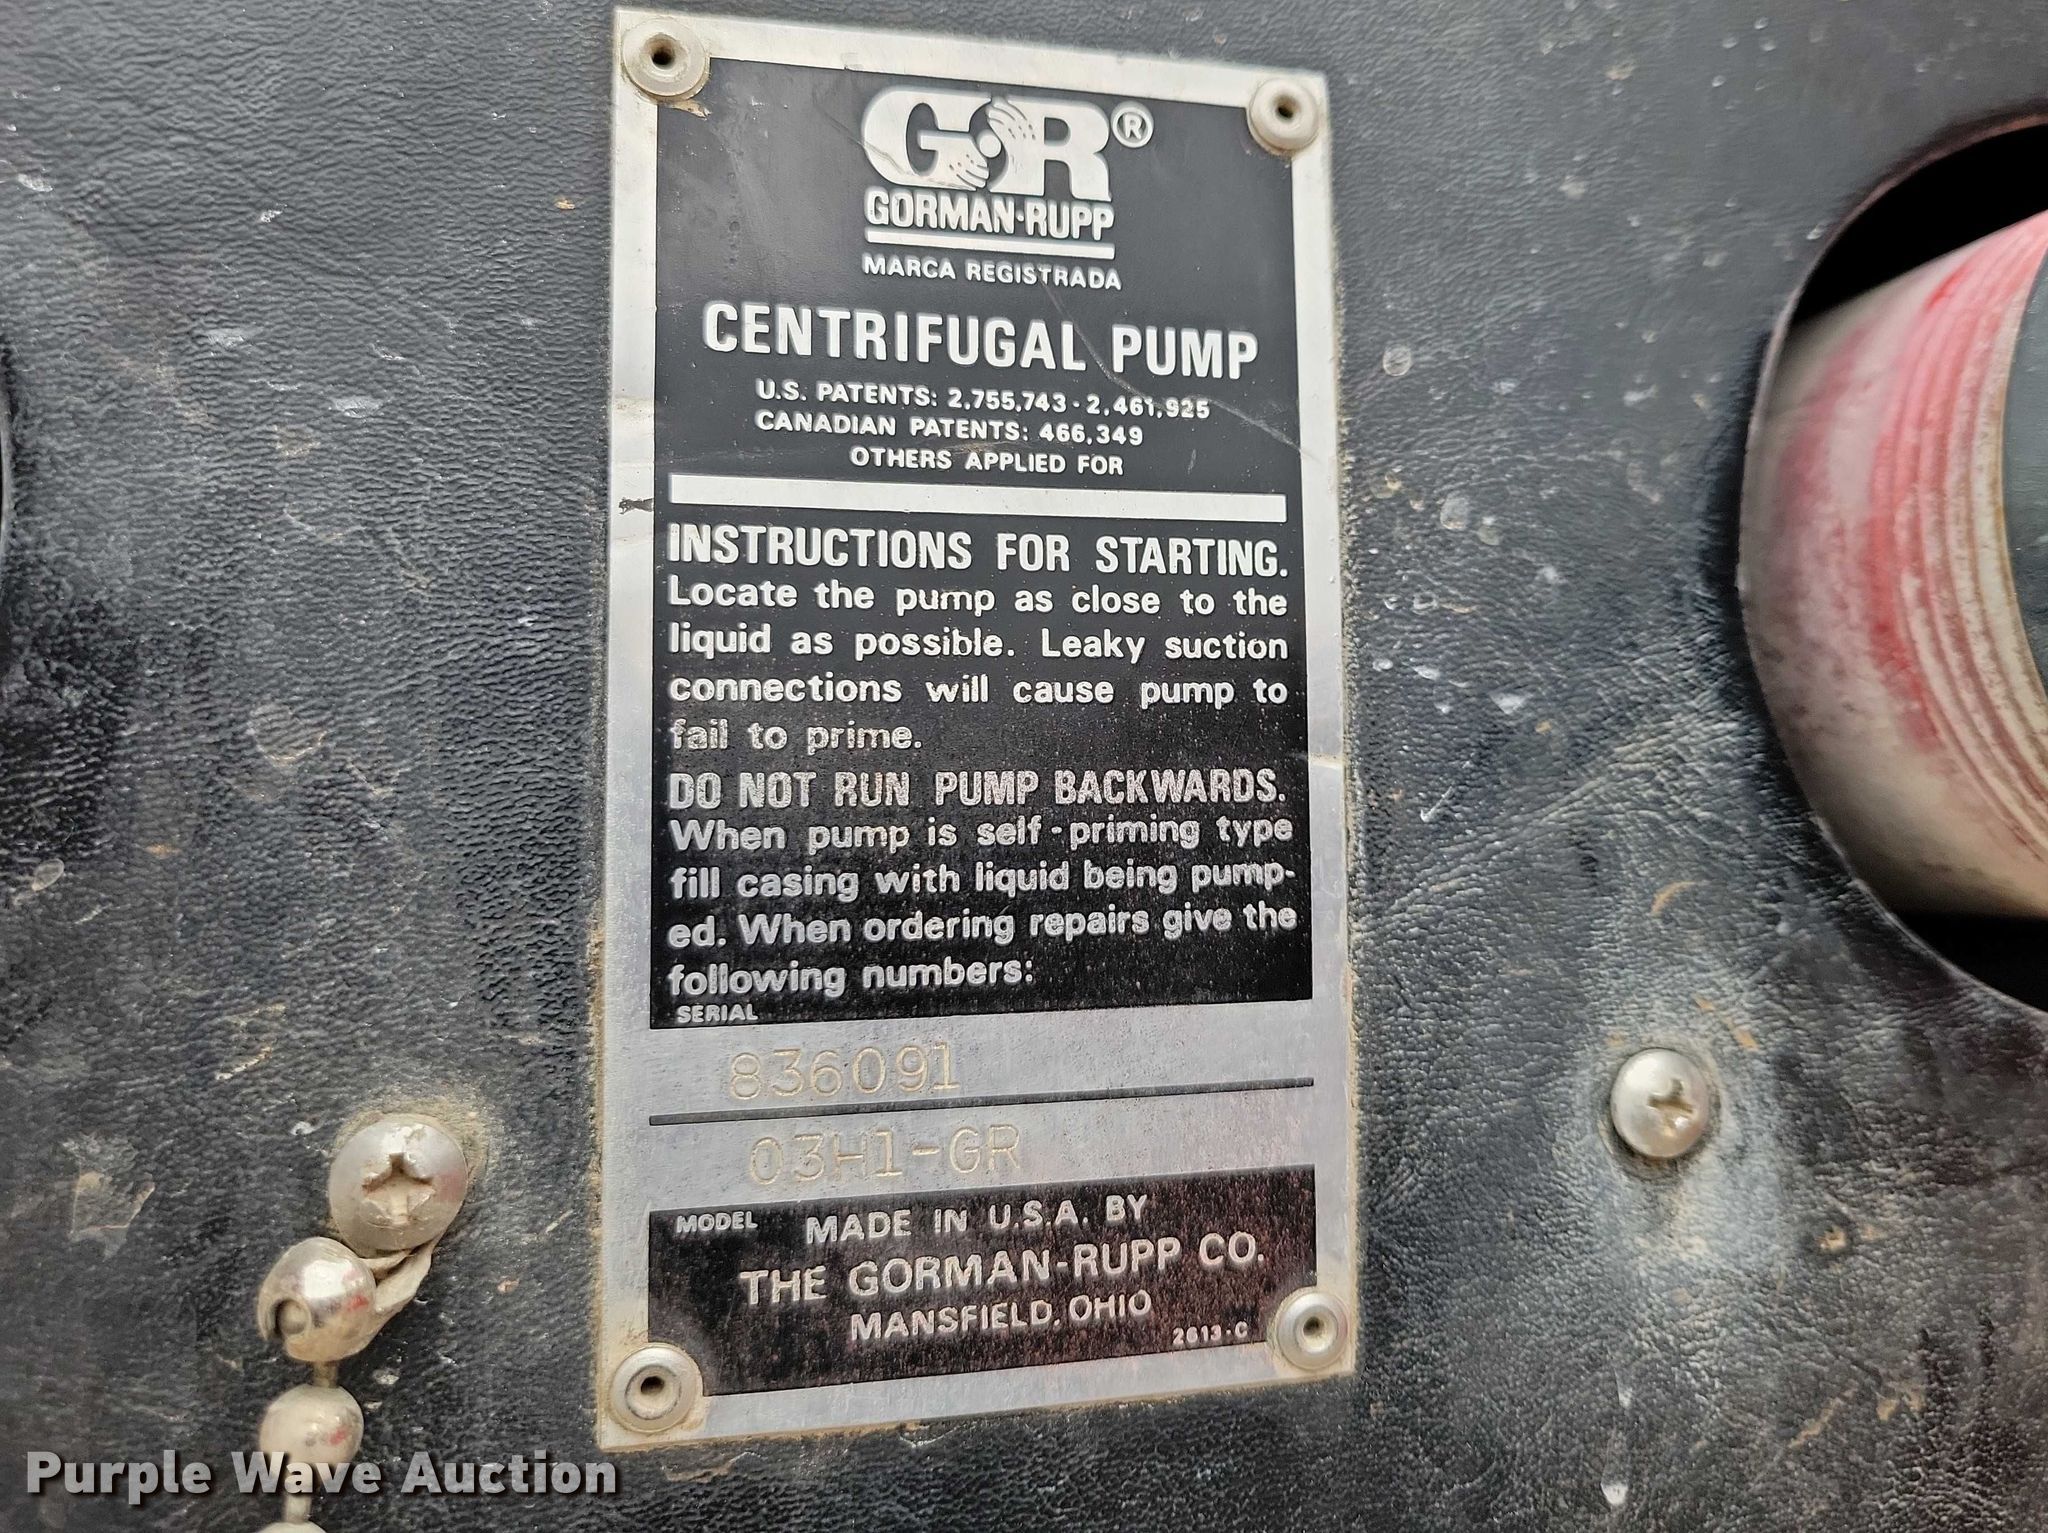 GR®
GORMAN-RUPP
MARCA REGISTRADA
CENTRIFUGAL PUMP
U.S. PATENTS: 2,755,743 - 2,461,925
CANADIAN PATENTS: 466,349
OTHERS APPLIED FOR
INSTRUCTIONS FOR STARTING.
Locate the pump as close to the
liquid as possible. Leaky suction
connections will cause pump to
fail to prime.
DO NOT RUN PUMP BACKWARDS.
When pump is self-priming type
fill casing with liquid being pump-
ed. When ordering repairs give the
following numbers:
SERIAL
836091
03H1-GR
MODEL
MADE IN U.S.A. BY
THE GORMAN-RUPP CO.
MANSFIELD, OHIO
2613-C
Purple Wave Auction